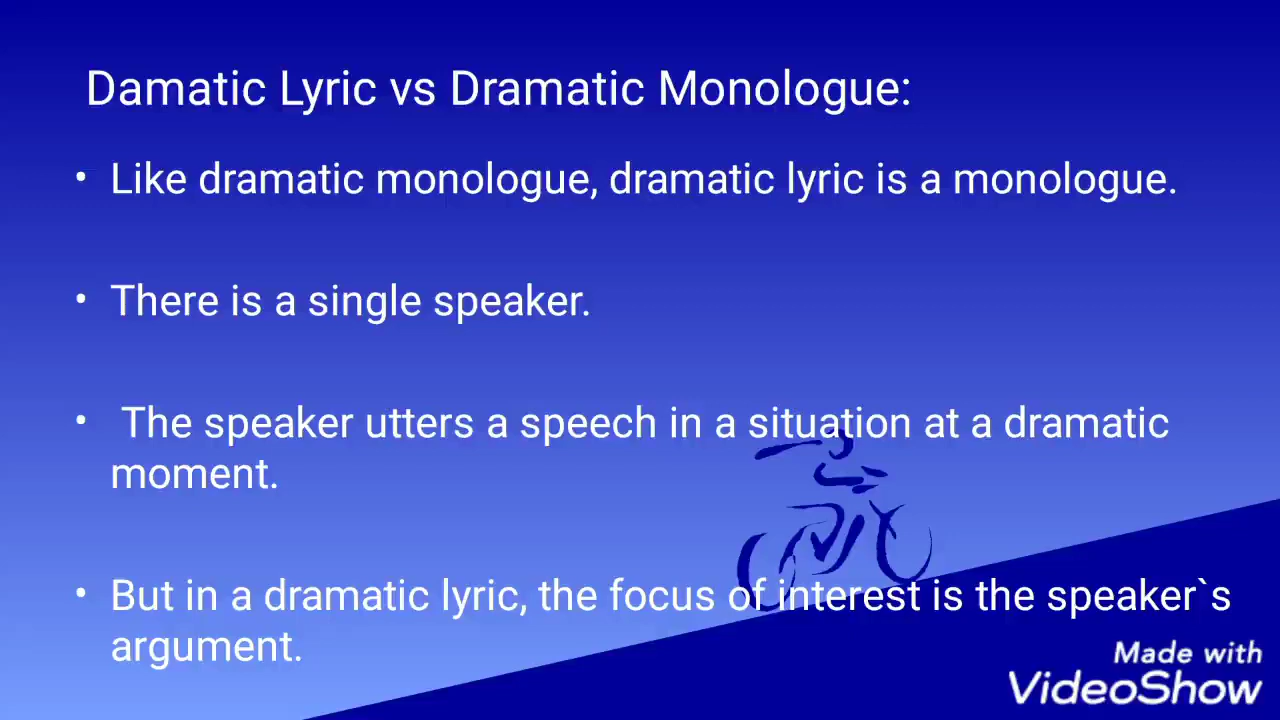 Damatic Lyric vs Dramatic Monologue:
• Like dramatic monologue, dramatic lyric is a monologue.
• There is a single speaker.
• The speaker utters a speech in a situation at a dramatic
moment.
• But in a dramatic lyric, the focus of interest is the speaker`s
argument.
Made with
VideoShow